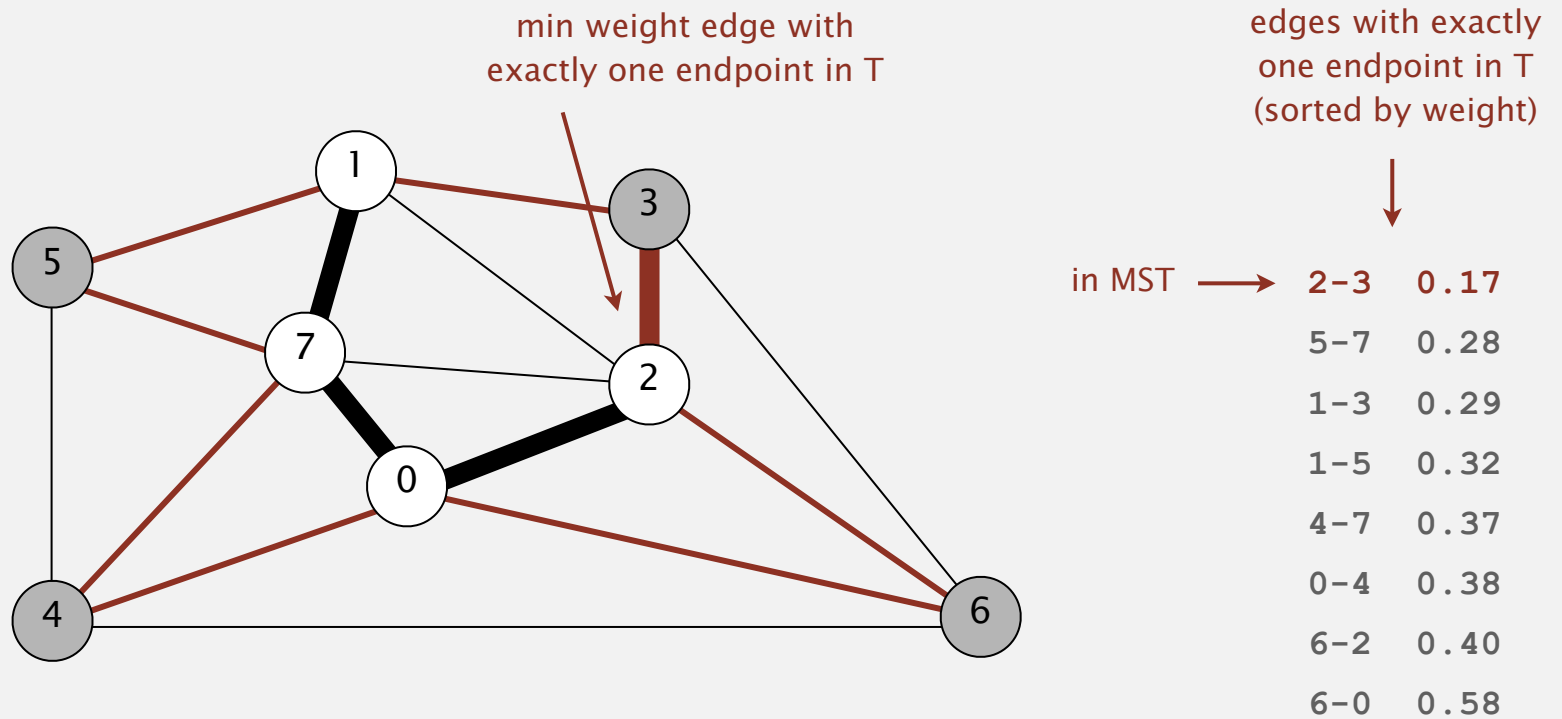 min weight edge with
exactly one endpoint in T
edges with exactly
one endpoint in T
(sorted by weight)
1
3
5
7
2
0
4
6
in MST
2-3 0.17
5-7 0.28
1-3 0.29
1-5 0.32
4-7 0.37
0-4 0.38
6-2 0.40
6-0 0.58